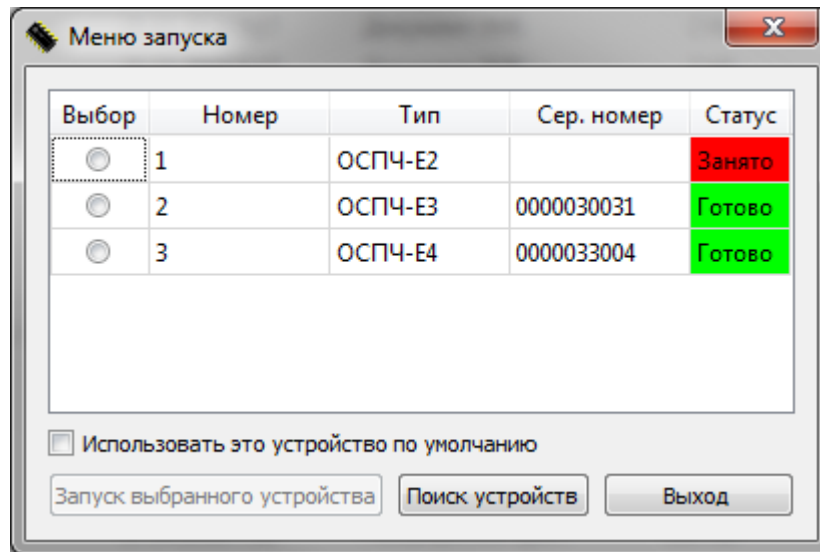 Меню запуска
Выбор Номер Тип Сер. номер Статус
1 ОСПЧ-Е2 Занято
2 ОСПЧ-Е3 0000030031 Готово
3 ОСПЧ-Е4 0000033004 Готово
Использовать это устройство по умолчанию
Запуск выбранного устройства Поиск устройств Выход